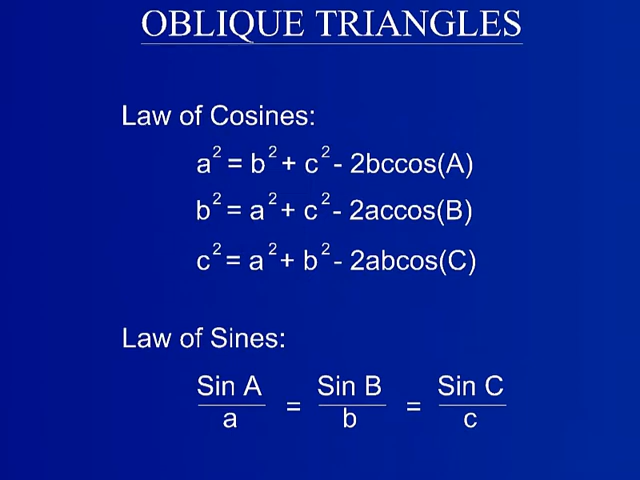 OBLIQUE TRIANGLES
Law of Cosines:
a² = b² + c² - 2bccos(A)
b² = a² + c² - 2accos(B)
c² = a² + b² - 2abcos(C)
Law of Sines:
Sin A / a = Sin B / b = Sin C / c